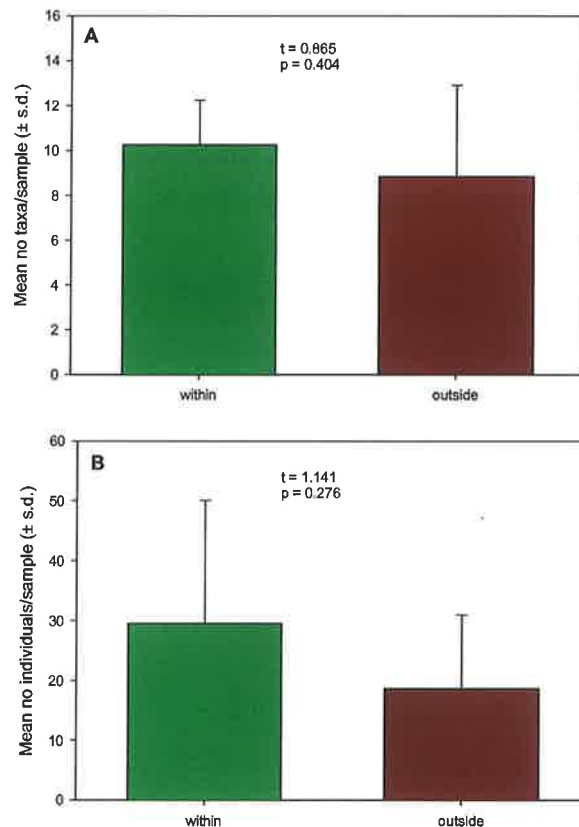 A
t = 0.865
p = 0.404
Mean no taxa/sample (± s.d.)
16
14
12
10
8
6
4
2
0
within
outside
B
t = 1.141
p = 0.276
Mean no individuals/sample (± s.d.)
60
50
40
30
20
10
0
within
outside